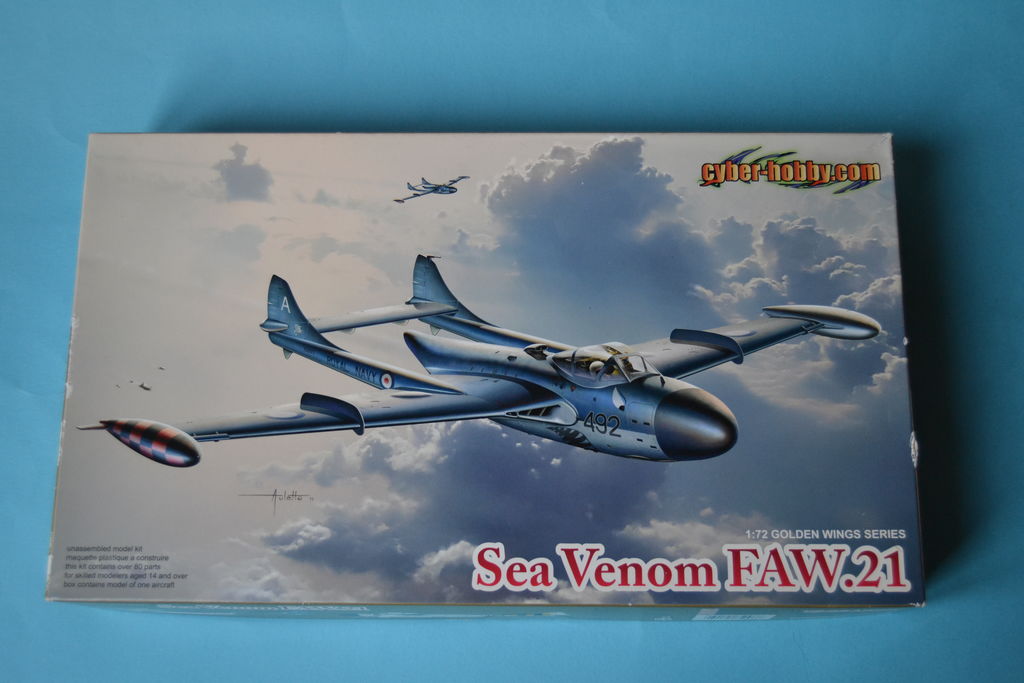 cyber-hobby.com
A
ROYAL NAVY
492
Auletta
unassembled model kit
maquette plastique a construire
this kit contains over 80 parts
for skilled modelers aged 14 and over
box contains model of one aircraft
1:72 GOLDEN WINGS SERIES
Sea Venom FAW.21